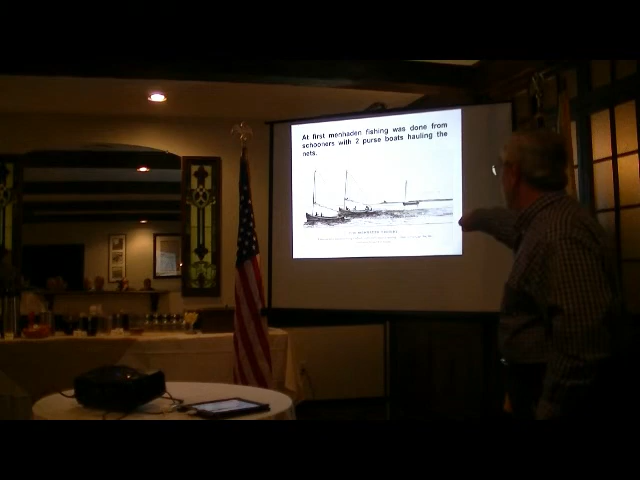 At first menhaden fishing was done from
schooners with 2 purse boats hauling the
nets.